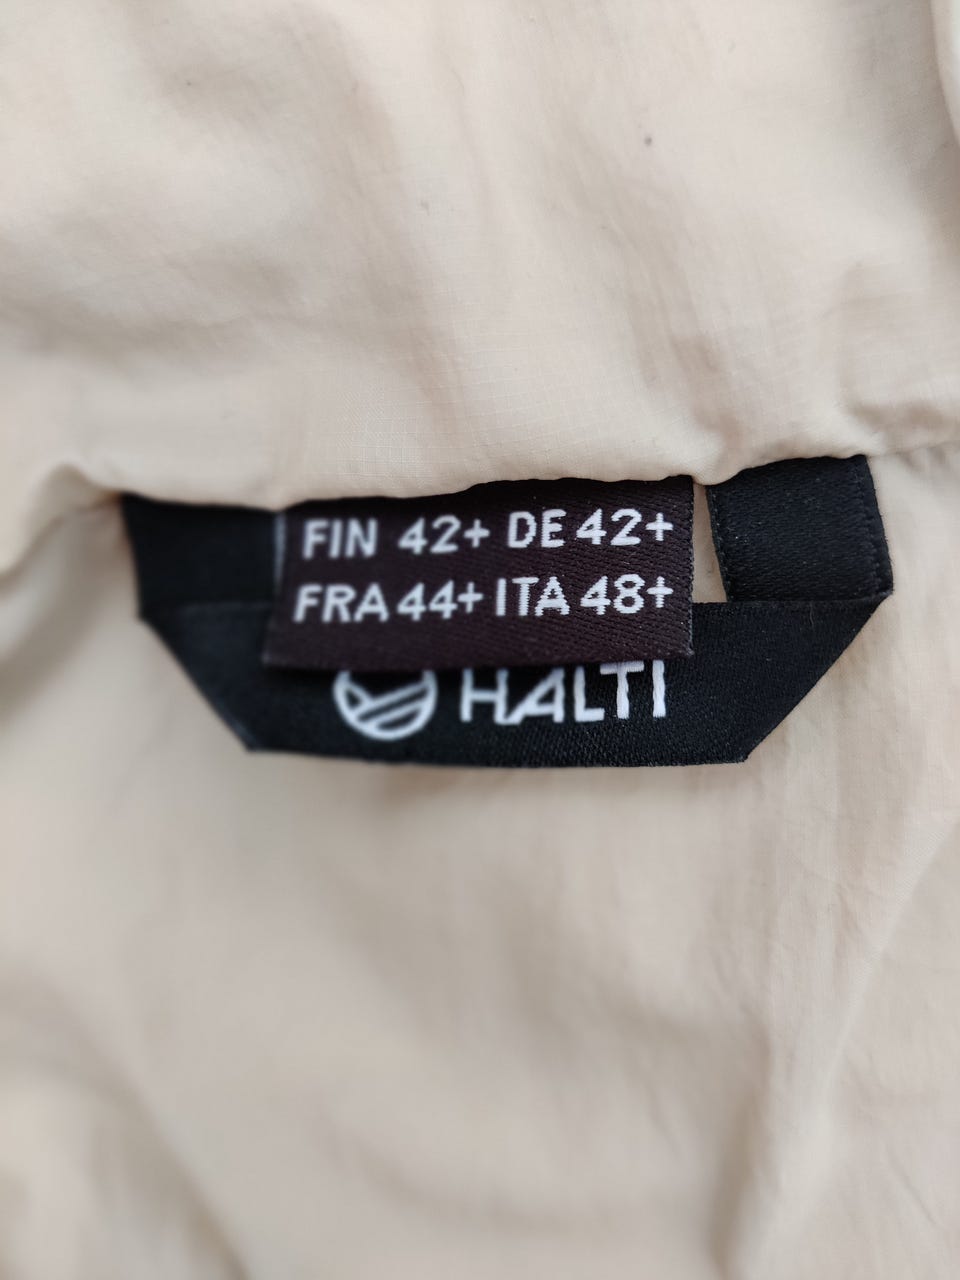 FIN 42+ DE 42+
FRA 44+ ITA 48+
HALTI